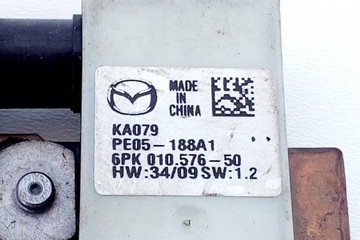 MADE
IN
CHINA
KA079
PE05-188A1
6PK 010.576-50
HW:34/09 SW:1.2